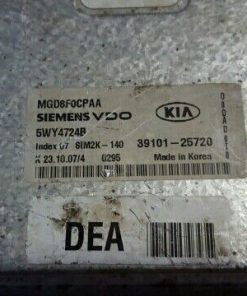 MGD8F0CPAA
SIEMENS VDO
KIA
5WY4724B
Index 07 SIM2K-140
39101-25720
K 23.10.07/4 0295
Made in Korea
DEA